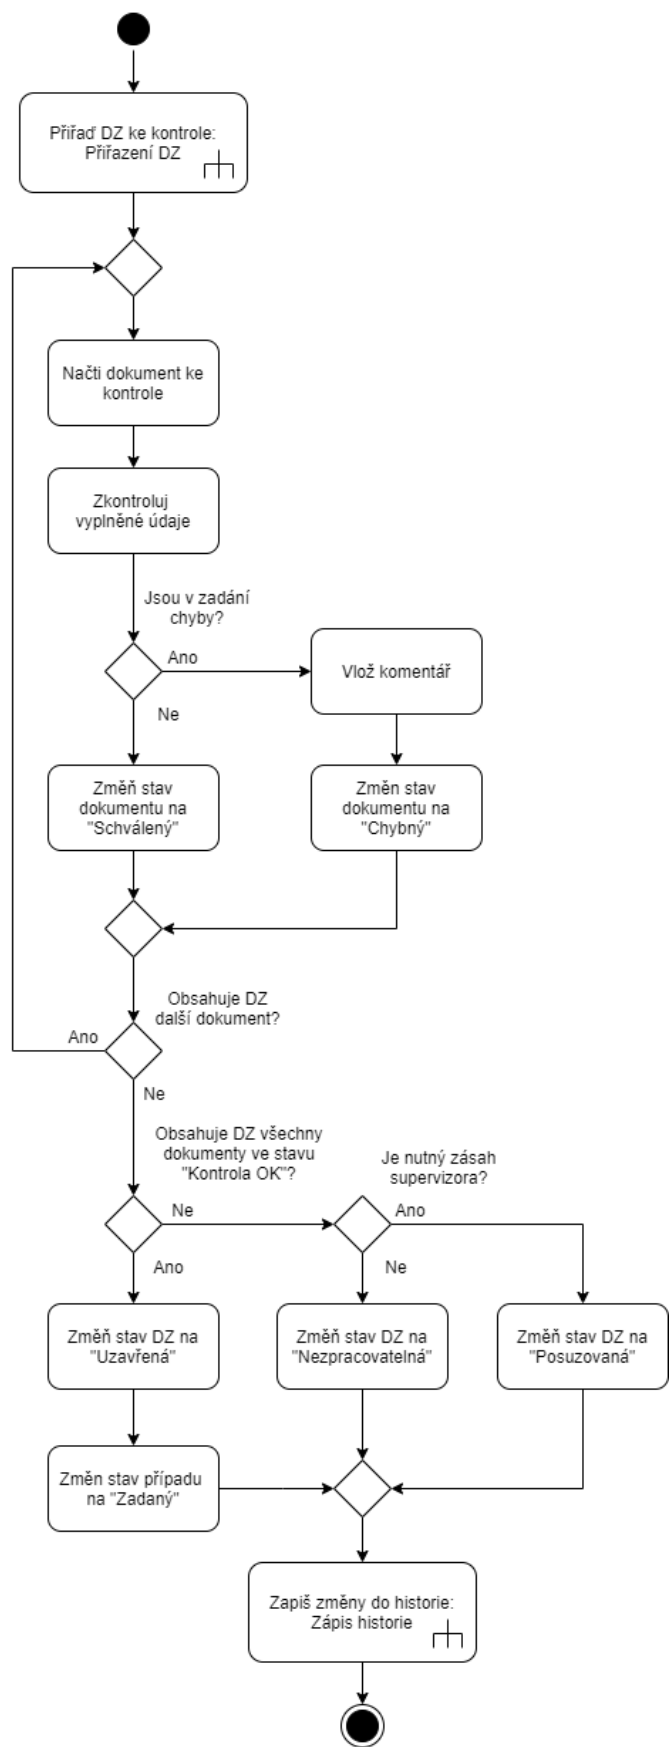 Přiřaď DZ ke kontrole:
Přiřazení DZ
Načti dokument ke
kontrole
Zkontroluj
vyplněné údaje
Jsou v zadání
chyby?
Ano
Vlož komentář
Ne
Změň stav
dokumentu na
"Schválený"
Změn stav
dokumentu na
"Chybný"
Obsahuje DZ
další dokument?
Ano
Ne
Obsahuje DZ všechny
dokumenty ve stavu
"Kontrola OK"?
Je nutný zásah
supervizora?
Ne
Ano
Ano
Ne
Změň stav DZ na
"Uzavřená"
Změň stav DZ na
"Nezpracovatelná"
Změň stav DZ na
"Posuzovaná"
Změn stav případu
na "Zadaný"
Zapiš změny do historie:
Zápis historie